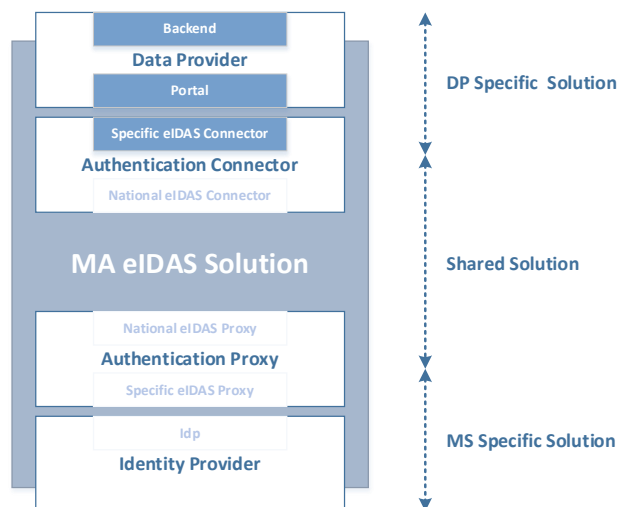 Backend
Data Provider
Portal
DP Specific Solution
Specific eIDAS Connector
Authentication Connector
National eIDAS Connector
MA eIDAS Solution
Shared Solution
National eIDAS Proxy
Authentication Proxy
Specific eIDAS Proxy
Idp
Identity Provider
MS Specific Solution